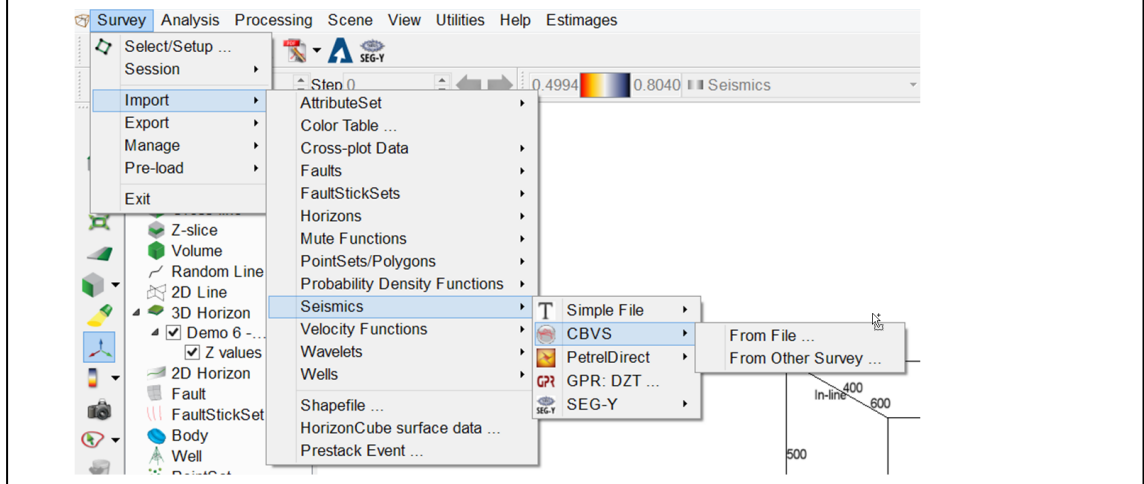 Survey Analysis Processing Scene View Utilities Help Estimates
Select/Setup ...
Session
Import
Export
Manage
Pre-load
Exit
SEG-Y
Step 0
0.4994 0.8040 Seismics
AttributeSet
Color Table ...
Cross-plot Data
Faults
FaultStickSets
Horizons
Mute Functions
PointSets/Polygons
Probability Density Functions
Seismics
Velocity Functions
Wavelets
Wells
Shapefile ...
HorizonCube surface data ...
Prestack Event ...
T Simple File
CBVS
PetrelDirect
GPR GPR: DZT ...
SEG-Y SEG-Y
From File ...
From Other Survey ...
Z-slice
Volume
Random Line
2D Line
3D Horizon
Demo 6 -...
Z values
2D Horizon
Fault
FaultStickSet
Body
Well
In-line
400
600
500